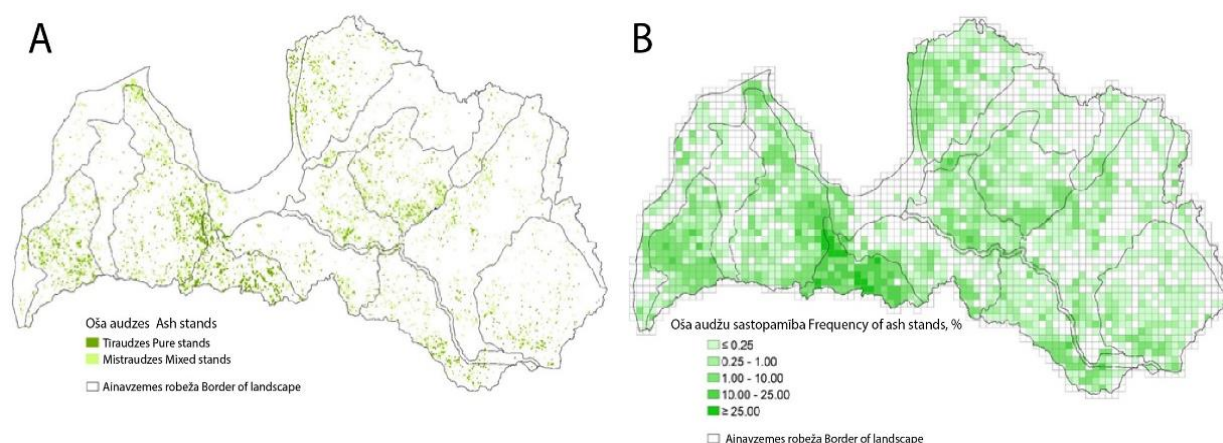 A
Oša audzes Ash stands
Tiraudzes Pure stands
Mistraudzes Mixed stands
Ainavzemes robeža Border of landscape
B
Oša audžu sastopamība Frequency of ash stands, %
≤ 0.25
0.25 - 1.00
1.00 - 10.00
10.00 - 25.00
≥ 25.00
Ainavzemes robeža Border of landscape